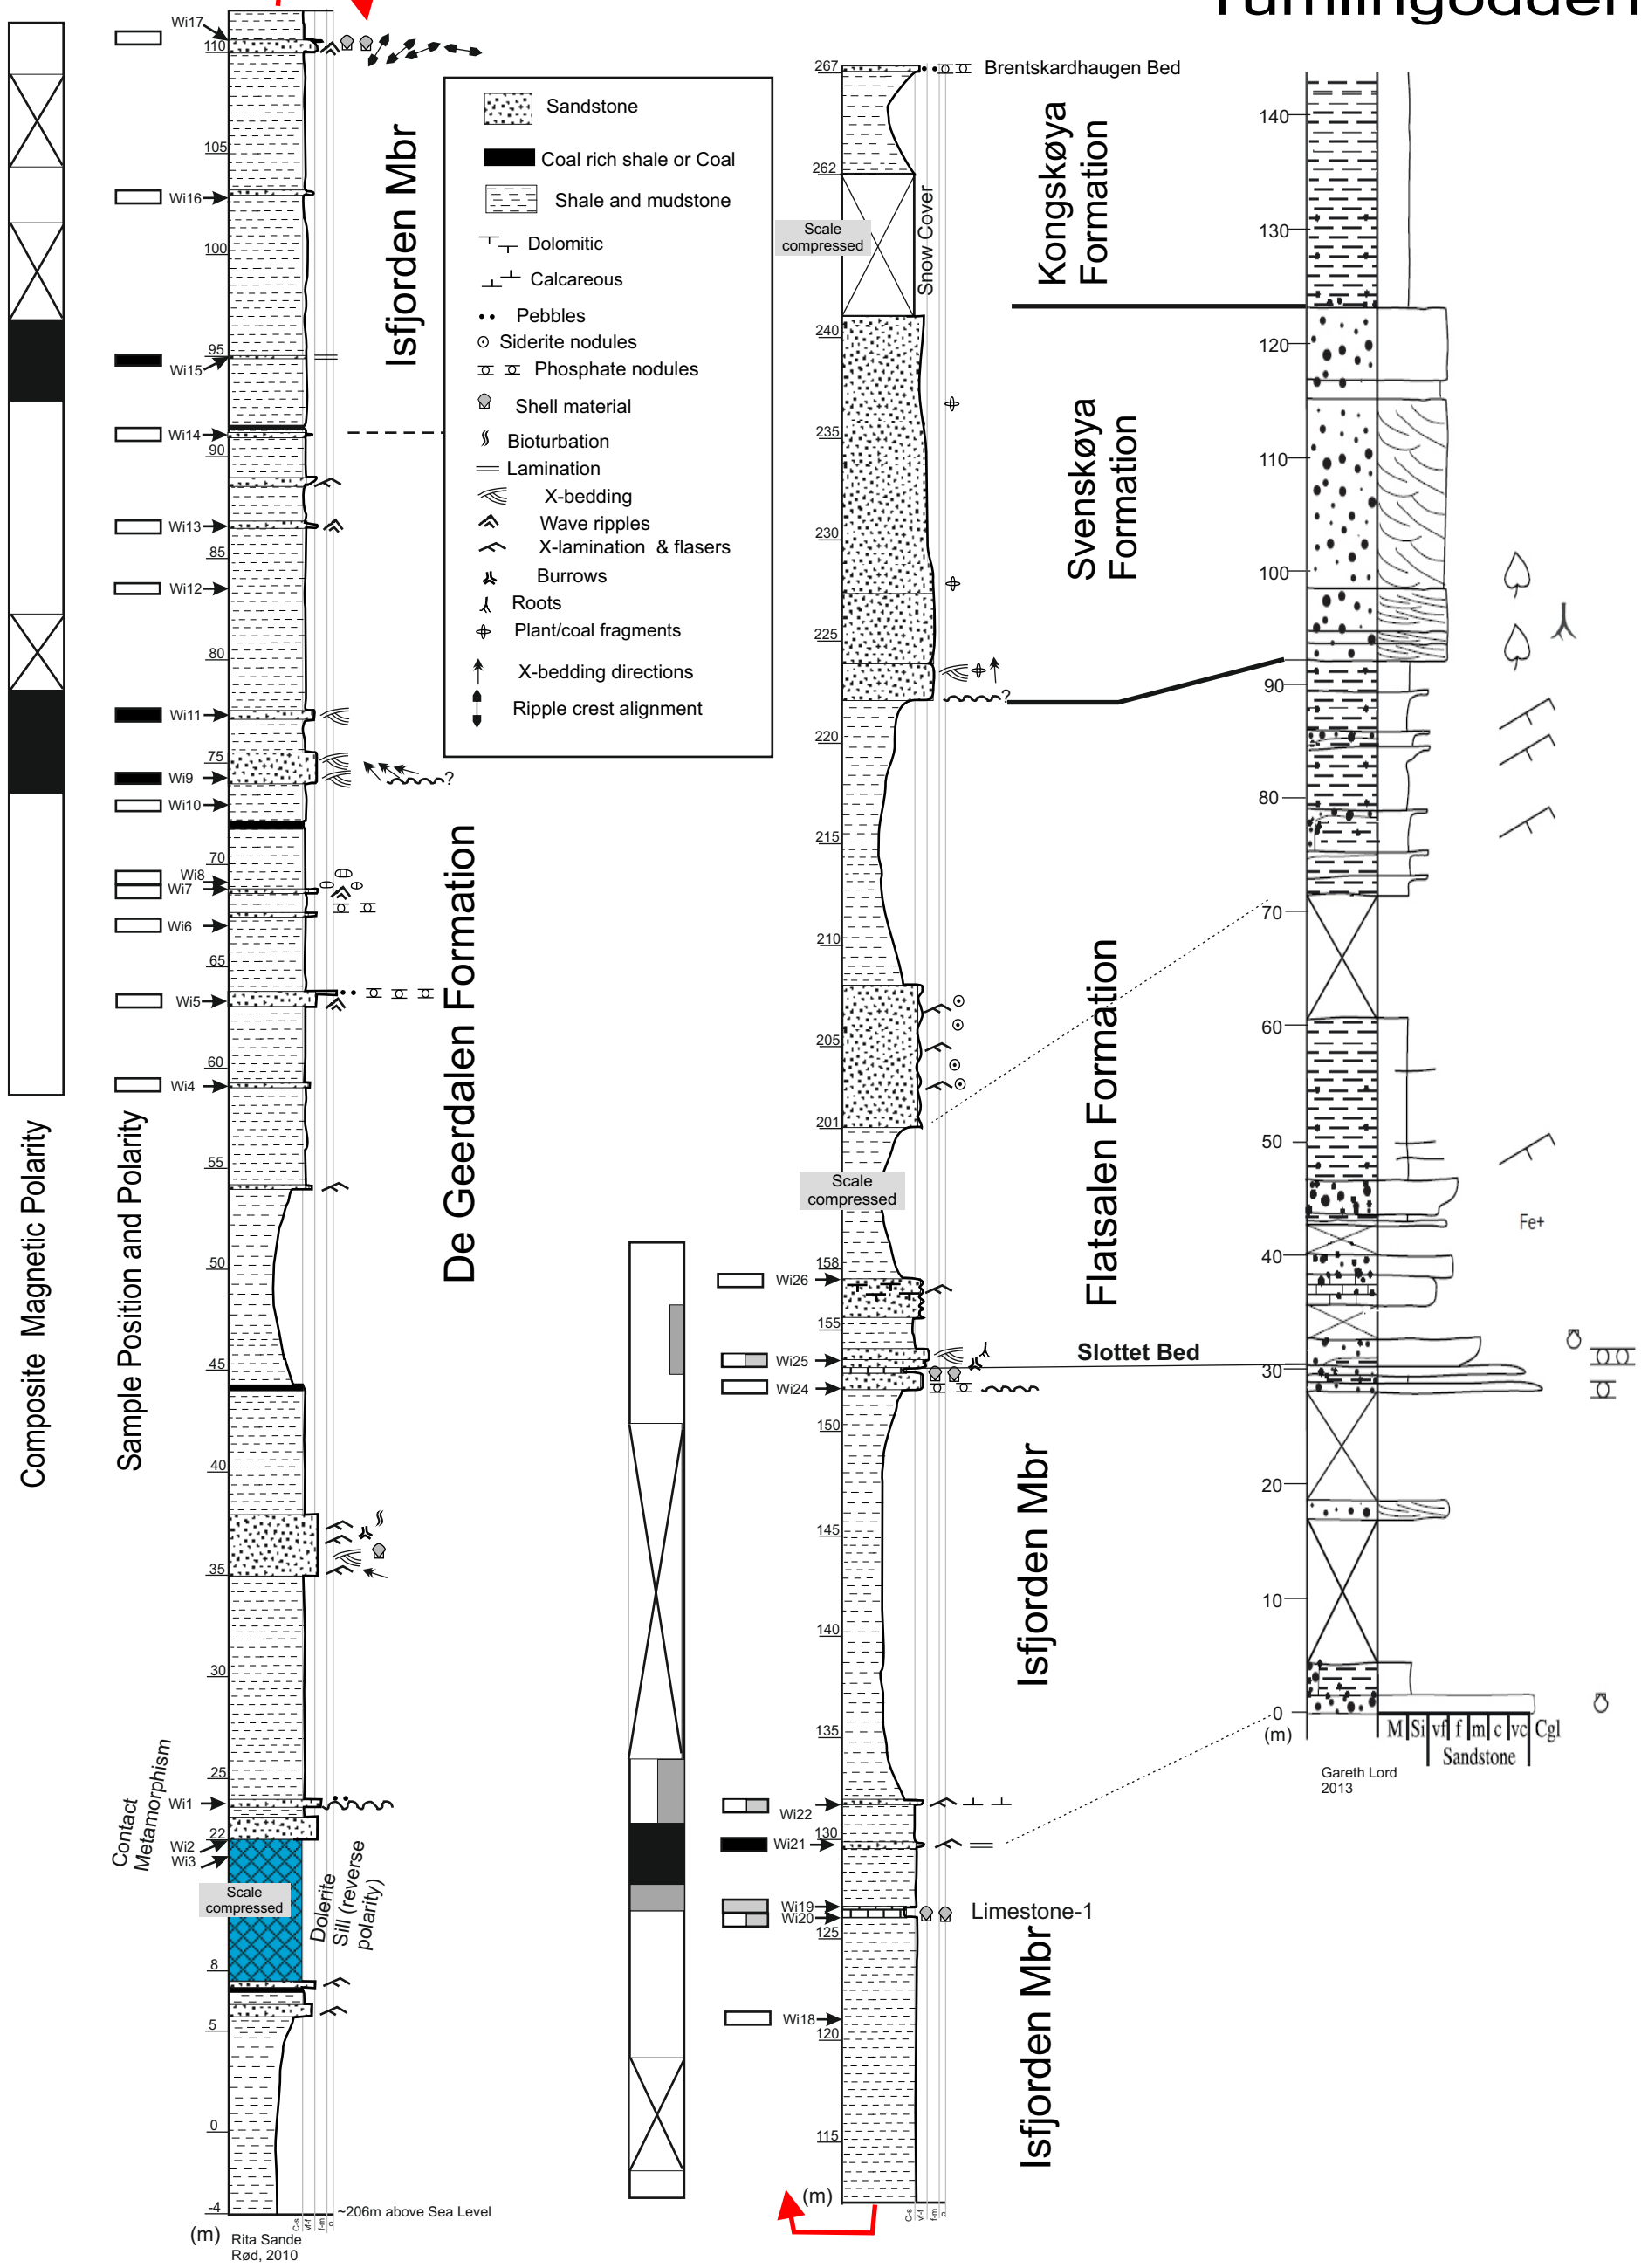 Tumlingodden
Wi17
110
105
Wi16
100
95
Wi15
Wi14
90
Wi13
85
Wi12
80
Wi11
75
Wi9
?
Wi10
70
Wi8
Wi7
Wi6
65
Wi5
60
Wi4
55
50
45
40
35
30
25
Wi1
22
Wi2
Wi3
Scale
compressed
8
5
0
-4
(m)
C-s
vf-f
f-m
c
~206m above Sea Level
Rita Sande
Rød, 2010
Composite Magnetic Polarity
Sample Position and Polarity
Contact
Metamorphism
Dolerite
Sill (reverse
polarity)
Isfjorden Mbr
De Geerdalen Formation
Sandstone
Coal rich shale or Coal
Shale and mudstone
Dolomitic
Calcareous
Pebbles
Siderite nodules
Phosphate nodules
Shell material
Bioturbation
Lamination
X-bedding
Wave ripples
X-lamination & flasers
Burrows
Roots
Plant/coal fragments
X-bedding directions
Ripple crest alignment
267
Brentskardhaugen Bed
262
Scale
compressed
Snow Cover
240
235
230
225
?
220
215
210
205
201
Scale
compressed
158
Wi26
155
Wi25
Wi24
150
145
140
135
Wi22
130
Wi21
Wi19
Wi20
125
Limestone-1
Wi18
120
115
(m)
C-s
vf-f
f-m
c
Kongskøya
Formation
Svenskøya
Formation
Flatsalen Formation
Slottet Bed
Isfjorden Mbr
Isfjorden Mbr
140
130
120
110
100
90
80
70
60
50
Fe+
40
30
20
10
0
(m)
M Si vf f m c vc Cgl
Sandstone
Gareth Lord
2013